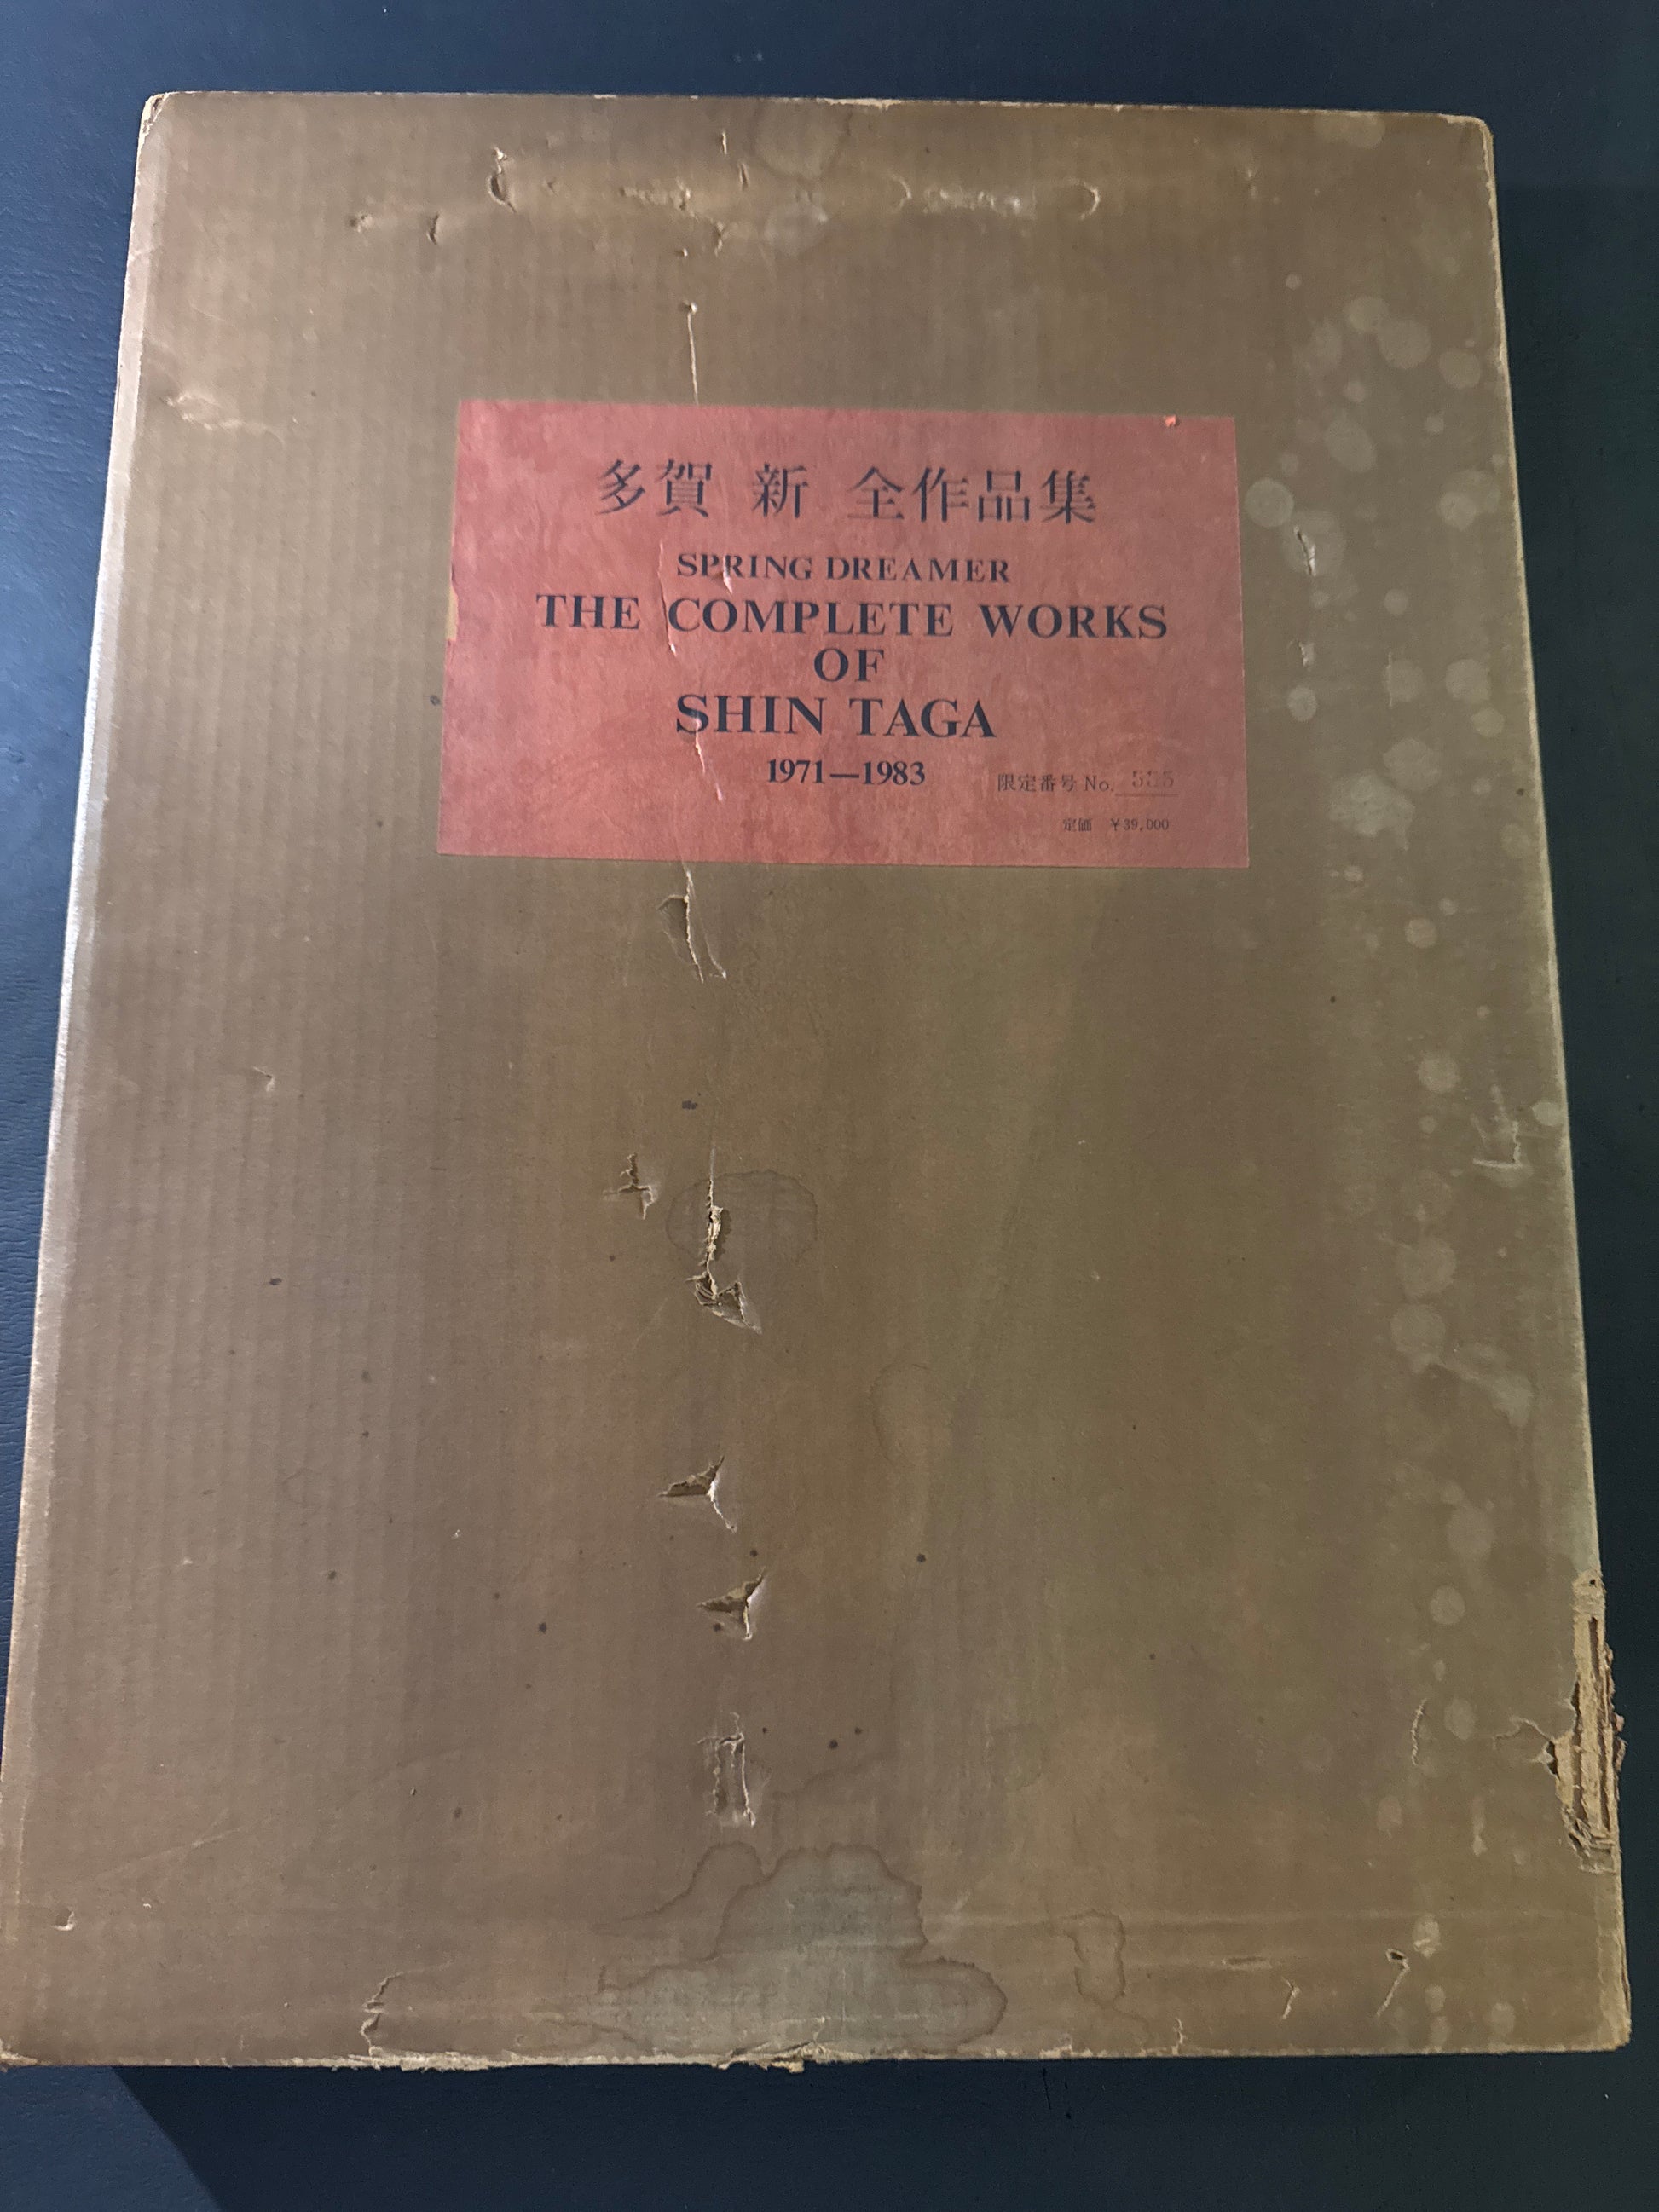 多賀 新 全作品集
SPRING DREAMER
THE COMPLETE WORKS
OF
SHIN TAGA
1971—1983
限定番号 No.
定価 ¥39,000